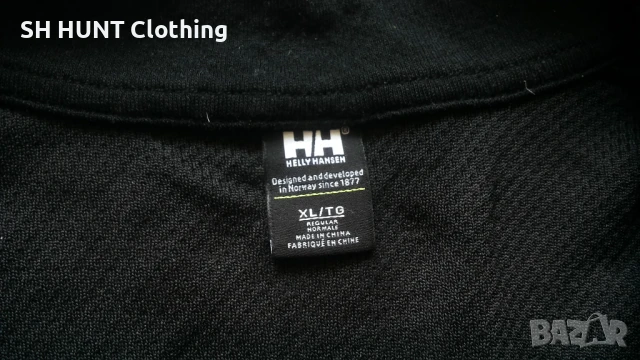 SH HUNT Clothing
HH®
HELLY HANSEN
Designed and developed
in Norway since 1877
XL/TG
REGULAR
NORMALE
MADE IN CHINA
FABRIQUÉ EN CHINE
BAZAR